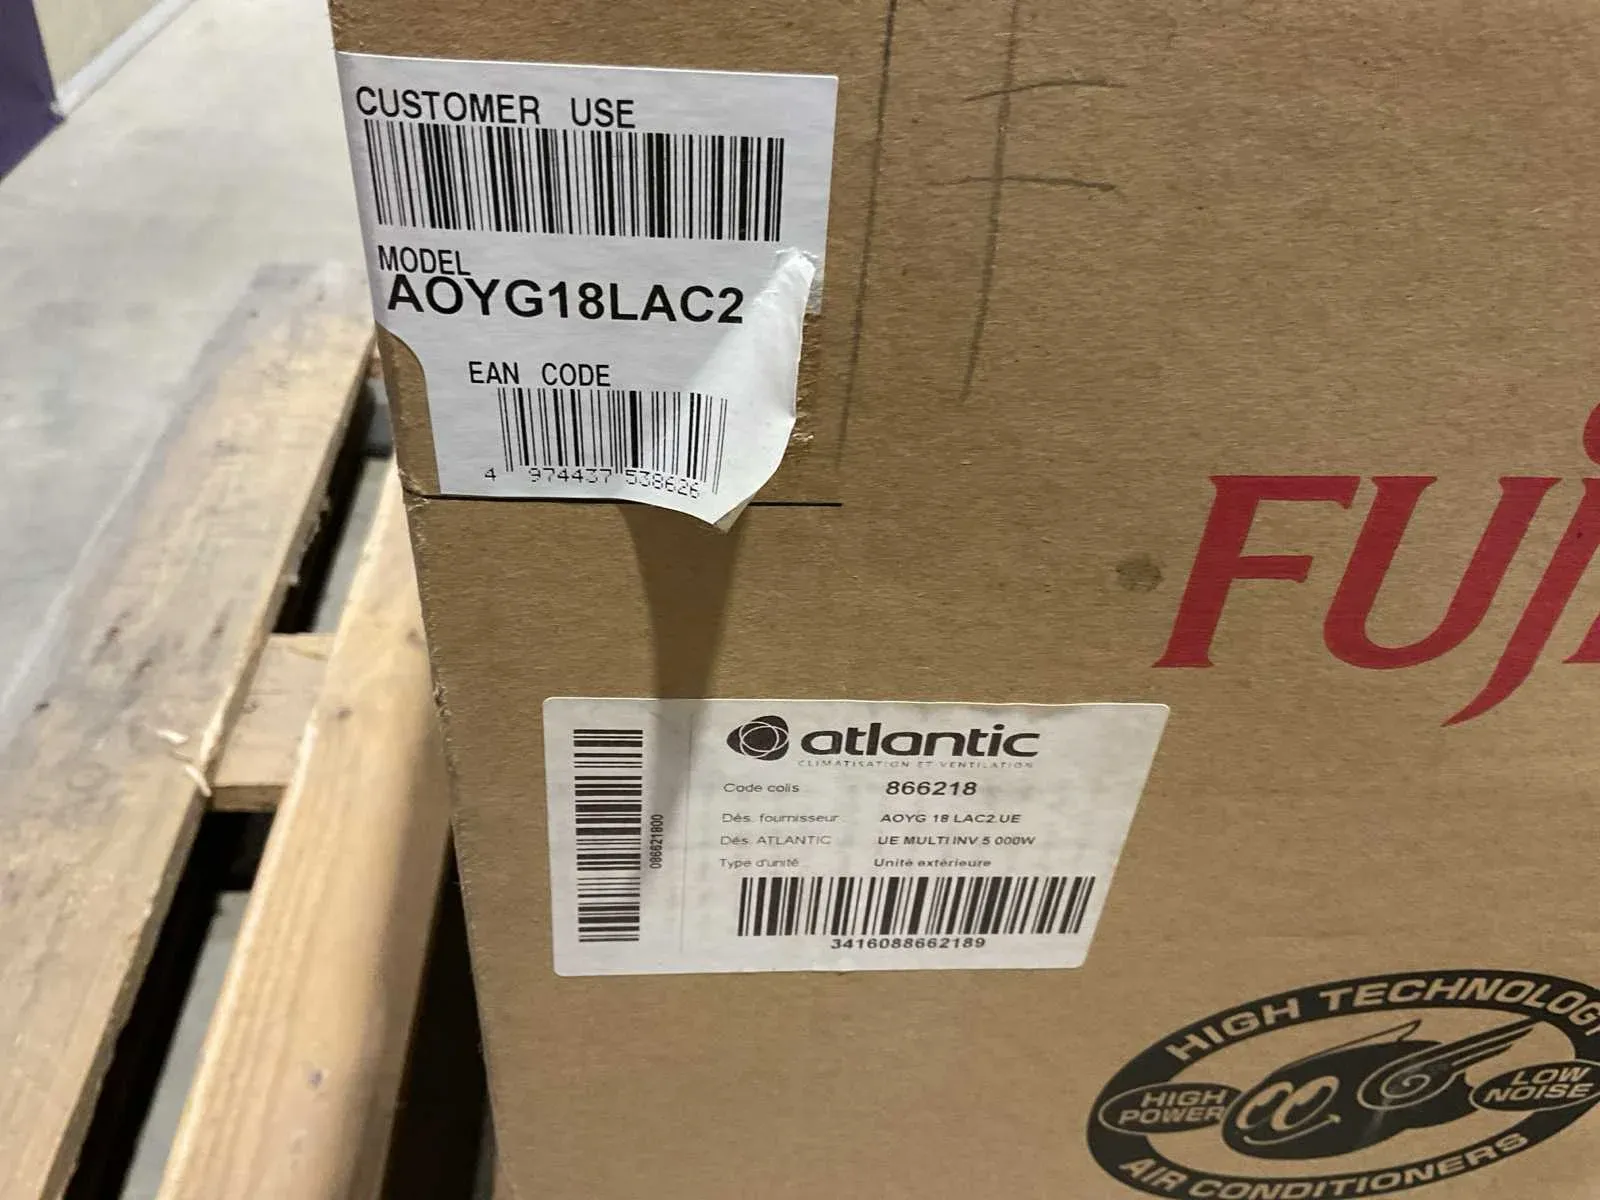 CUSTOMER USE
MODEL
AOYG18LAC2
EAN CODE
4 974437 538626
FUJI
atlantic
CLIMATISATION ET VENTILATION
Code colis 866218
Dés. fournisseur AOYG 18 LAC2.UE
Dés. ATLANTIC UE MULTI INV 5 000W
Type d'unité Unité extérieure
3416088662189
086621800
HIGH TECHNOLOGY
HIGH POWER
LOW NOISE
AIR CONDITIONERS